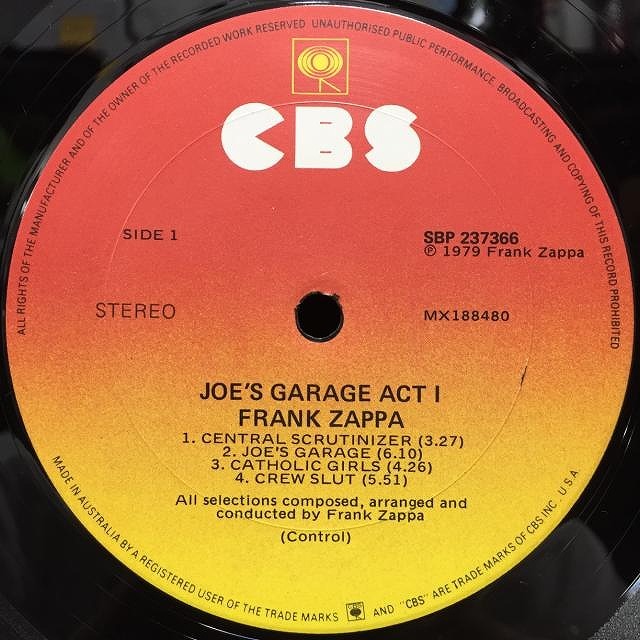 ALL RIGHTS OF THE MANUFACTURER AND OF THE OWNER OF THE RECORDED WORK RESERVED UNAUTHORISED PUBLIC PERFORMANCE BROADCASTING AND COPYING OF THIS RECORD PROHIBITED
CBS
SIDE 1
SBP 237366
℗ 1979 Frank Zappa
STEREO
MX188480
JOE'S GARAGE ACT I
FRANK ZAPPA
1. CENTRAL SCRUTINIZER (3.27)
2. JOE'S GARAGE (6.10)
3. CATHOLIC GIRLS (4.26)
4. CREW SLUT (5.51)
All selections composed, arranged and
conducted by Frank Zappa
(Control)
MADE IN AUSTRALIA BY A REGISTERED USER OF THE TRADE MARKS AND "CBS" ARE TRADE MARKS OF CBS INC. U.S.A.